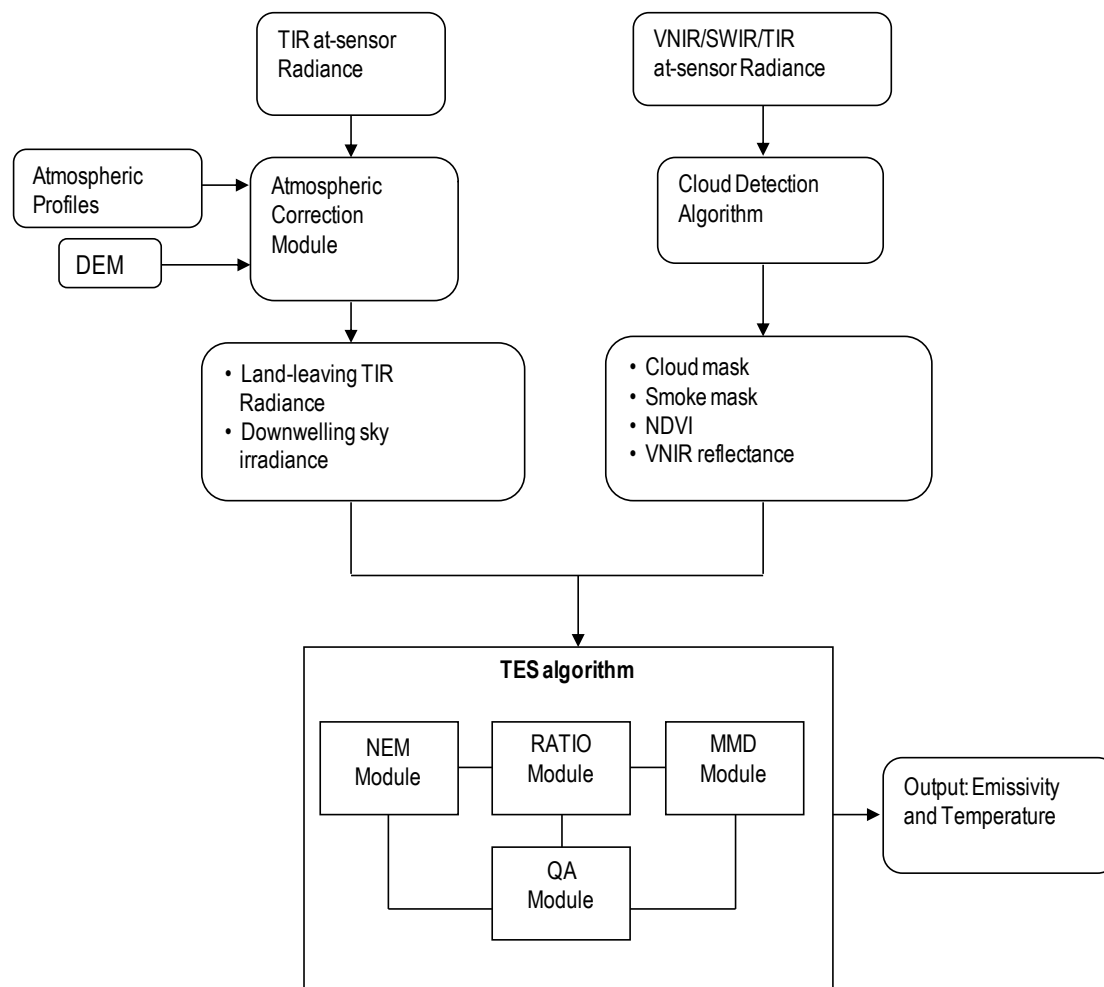 TIR at-sensor
Radiance
VNIR/SWIR/TIR
at-sensor Radiance
Atmospheric
Profiles
DEM
Atmospheric
Correction
Module
Cloud Detection
Algorithm
• Land-leaving TIR
Radiance
• Downwelling sky
irradiance
• Cloud mask
• Smoke mask
• NDVI
• VNIR reflectance
TES algorithm
NEM
Module
RATIO
Module
MMD
Module
QA
Module
Output: Emissivity
and Temperature